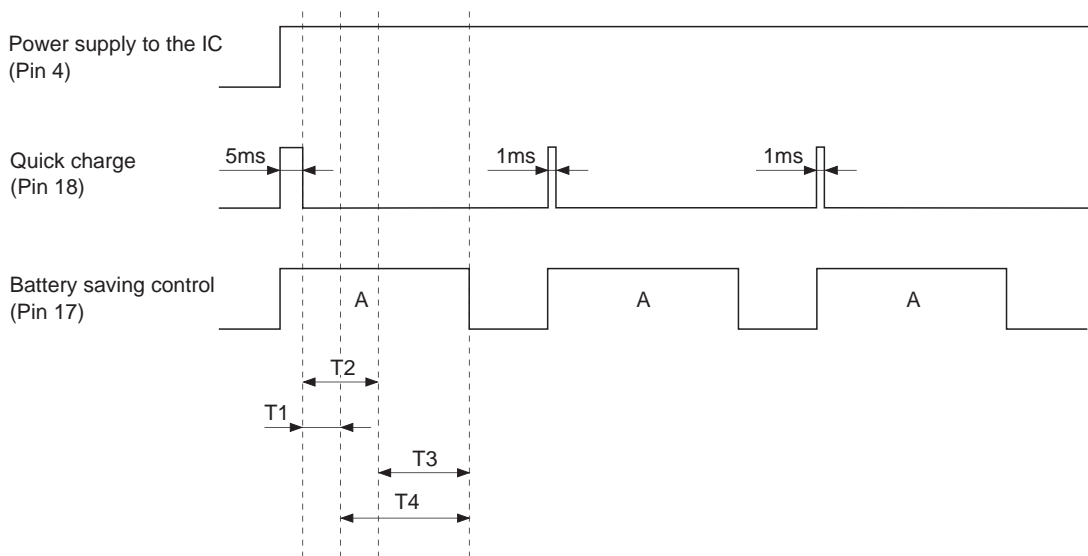 Power supply to the IC
(Pin 4)
Quick charge
(Pin 18)
5ms
1ms
1ms
Battery saving control
(Pin 17)
A
A
A
T2
T1
T3
T4